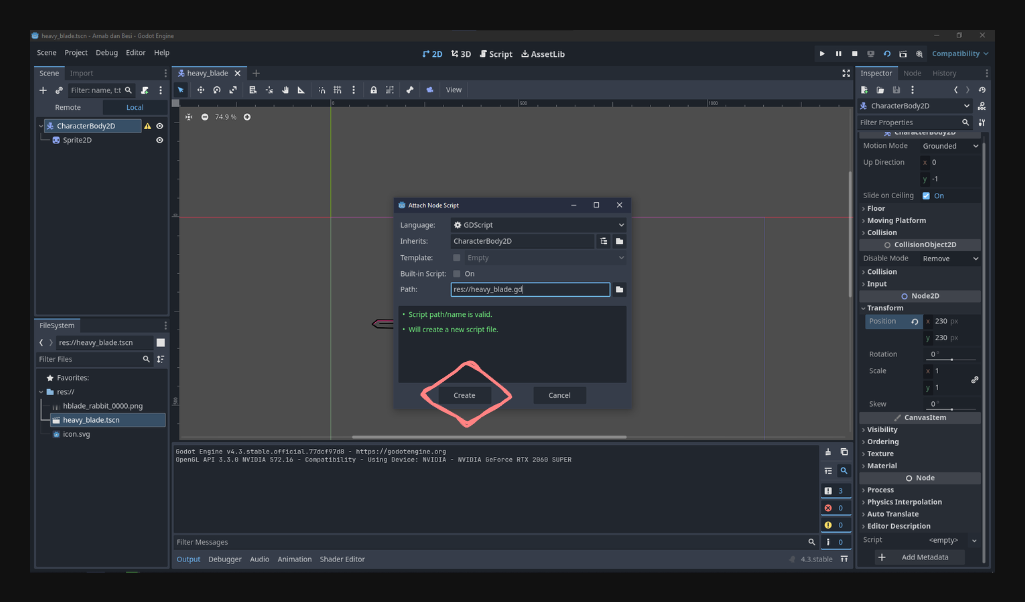 heavy_blade.tscn - Arnab dan Besi - Godot Engine
Scene Project Debug Editor Help
2D 3D Script AssetLib
Compatibility
Scene Import
heavy_blade
Inspector Node History
Filter: name, t:t
View
Remote Local
CharacterBody2D
74.9 %
CharacterBody2D
Sprite2D
Filter Properties
CharacterBody2D
Motion Mode Grounded
Up Direction x 0
y -1
Slide on Ceiling On
Floor
Moving Platform
Collision
CollisionObject2D
Disable Mode Remove
Collision
Input
Node2D
Transform
Position x 230 px
y 230 px
Rotation 0 °
Scale x 1
y 1
Skew 0 °
CanvasItem
Visibility
Ordering
Texture
Material
Node
Process
Physics Interpolation
Auto Translate
Editor Description
Script <empty>
Add Metadata
Attach Node Script
Language: GDScript
Inherits: CharacterBody2D
Template: Empty
Built-in Script: On
Path: res://heavy_blade.gd
• Script path/name is valid.
• Will create a new script file.
Create Cancel
FileSystem
res://heavy_blade.tscn
Filter Files
Favorites:
res://
hblade_rabbit_0000.png
heavy_blade.tscn
icon.svg
Godot Engine v4.3.stable.official.77dcf97d8 - https://godotengine.org
OpenGL API 3.3.0 NVIDIA 572.16 - Compatibility - Using Device: NVIDIA - NVIDIA GeForce RTX 2060 SUPER
3
0
0
0
Filter Messages
Output Debugger Audio Animation Shader Editor
4.3.stable